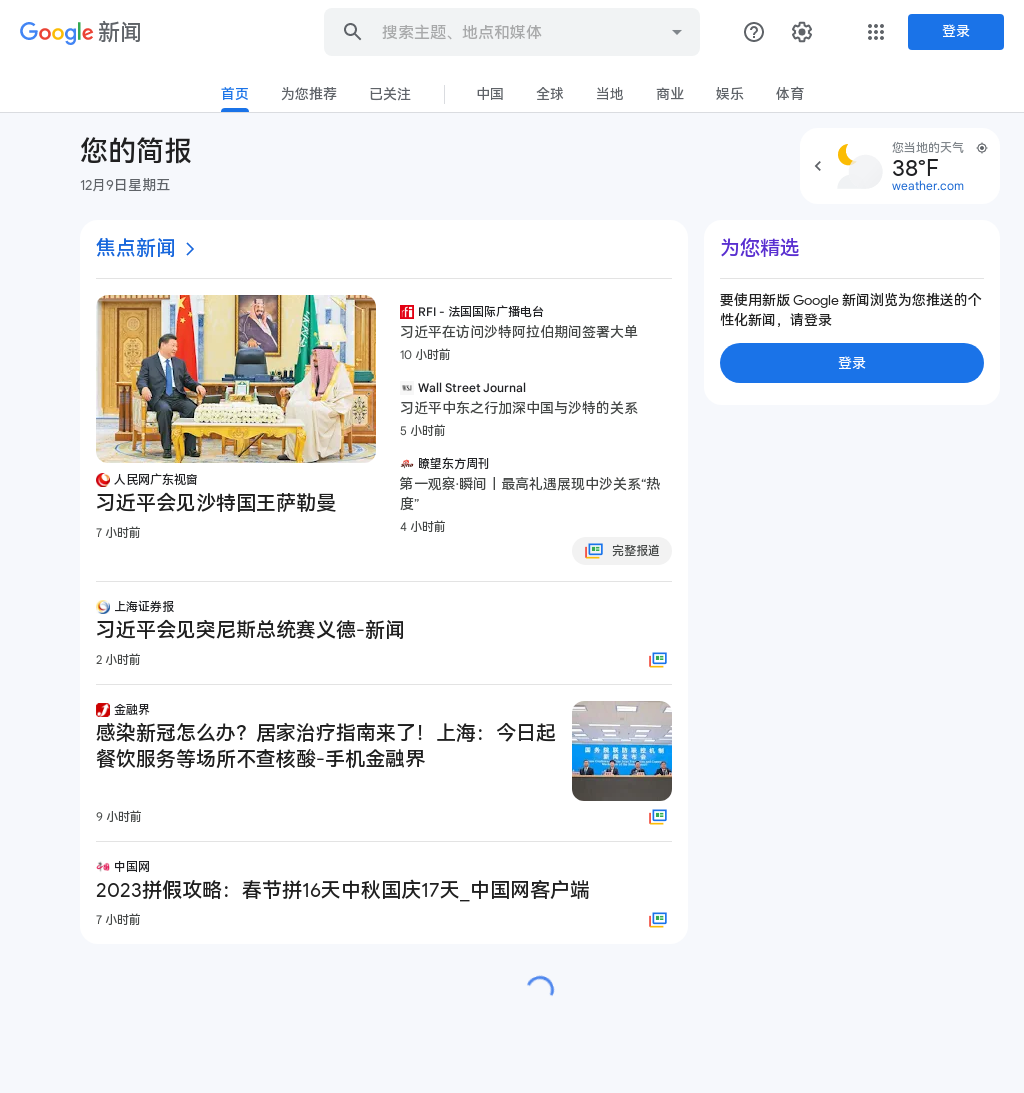 Google 新闻
搜索主题、地点和媒体
登录
首页
为您推荐
已关注
中国
全球
当地
商业
娱乐
体育
您的简报
12月9日星期五
您当地的天气
38°F
weather.com
焦点新闻
人民网广东视窗
习近平会见沙特国王萨勒曼
7 小时前
RFI - 法国国际广播电台
习近平在访问沙特阿拉伯期间签署大单
10 小时前
Wall Street Journal
习近平中东之行加深中国与沙特的关系
5 小时前
瞭望东方周刊
第一观察·瞬间丨最高礼遇展现中沙关系“热
度”
4 小时前
完整报道
上海证券报
习近平会见突尼斯总统赛义德-新闻
2 小时前
金融界
感染新冠怎么办？居家治疗指南来了！上海：今日起
餐饮服务等场所不查核酸-手机金融界
国务院联防联控机制
新闻发布会
9 小时前
中国网
2023拼假攻略：春节拼16天中秋国庆17天_中国网客户端
7 小时前
为您精选
要使用新版 Google 新闻浏览为您推送的个
性化新闻，请登录
登录